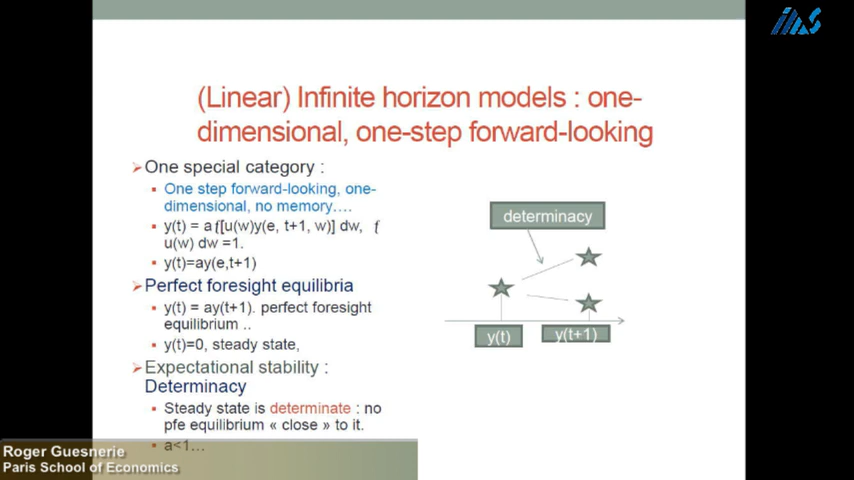 IAS
(Linear) Infinite horizon models : one-
dimensional, one-step forward-looking
➢One special category :
▪ One step forward-looking, one-
dimensional, no memory….
▪ y(t) = a∫[u(w)y(e, t+1, w)] dw, ∫
u(w) dw =1.
▪ y(t)=ay(e,t+1)
➢Perfect foresight equilibria
▪ y(t) = ay(t+1). perfect foresight
equilibrium ..
▪ y(t)=0, steady state,
➢Expectational stability :
Determinacy
▪ Steady state is determinate : no
pfe equilibrium « close » to it.
▪ a<1…
determinacy
y(t)
y(t+1)
Roger Guesnerie
Paris School of Economics